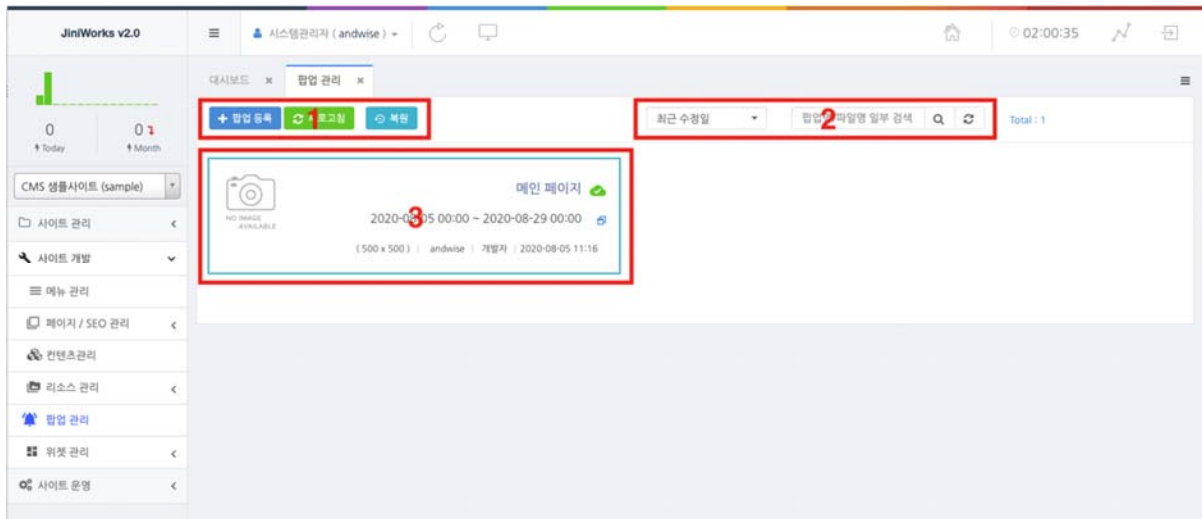 JiniWorks v2.0
시스템관리자 ( andwise )
02:00:35
대시보드
팝업 관리
0
0 1
Today
Month
CMS 샘플사이트 (sample)
사이트 관리
사이트 개발
메뉴 관리
페이지 / SEO 관리
컨텐츠관리
리소스 관리
팝업 관리
위젯 관리
사이트 운영
팝업 등록
1
복원
최근 수정일
2
파일명 일부 검색
Total : 1
NO IMAGE
AVAILABLE
메인 페이지
3
2020-08-05 00:00 ~ 2020-08-29 00:00
( 500 x 500 ) | andwise | 개발자 | 2020-08-05 11:16